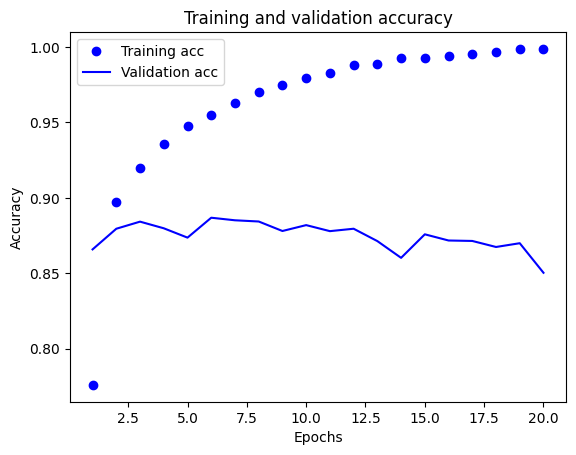 Training and validation accuracy
1.00
0.95
0.90
0.85
0.80
Accuracy
Training acc
Validation acc
2.5 5.0 7.5 10.0 12.5 15.0 17.5 20.0
Epochs